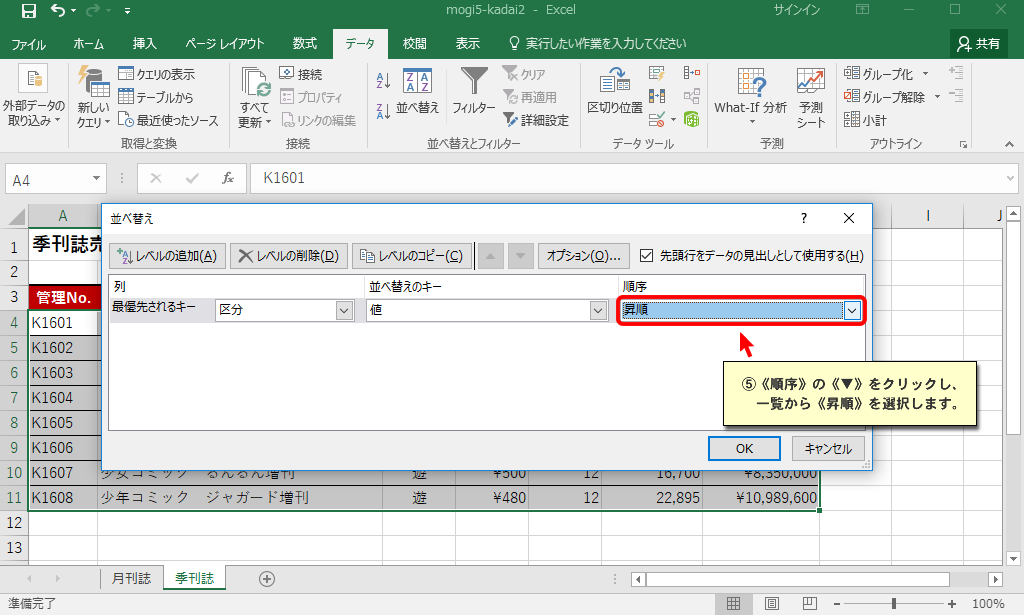 mogi5-kadai2 - Excel
サインイン
ファイル ホーム 挿入 ページ レイアウト 数式 データ 校閲 表示 実行したい作業を入力してください 共有
外部データの取り込み
新しいクエリ
クエリの表示
テーブルから
最近使ったソース
取得と変換
すべて更新
接続
プロパティ
リンクの編集
接続
並べ替え
フィルター
クリア
再適用
詳細設定
並べ替えとフィルター
区切り位置
データ ツール
What-If 分析
予測シート
予測
グループ化
グループ解除
小計
アウトライン
A4 fx K1601
A I J
並べ替え ?
レベルの追加(A) レベルの削除(D) レベルのコピー(C) オプション(O)... 先頭行をデータの見出しとして使用する(H)
列 並べ替えのキー 順序
最優先されるキー 区分 値 昇順
⑤《順序》の《▼》をクリックし、
一覧から《昇順》を選択します。
OK キャンセル
1 季刊誌売
2
3 管理No.
4 K1601
5 K1602
6 K1603
7 K1604
8 K1605
9 K1606
10 K1607 少女コミック るんるん増刊 遊 ¥500 12 16,700 ¥8,350,000
11 K1608 少年コミック ジャガード増刊 遊 ¥480 12 22,895 ¥10,989,600
12
13
月刊誌 季刊誌
準備完了 100%